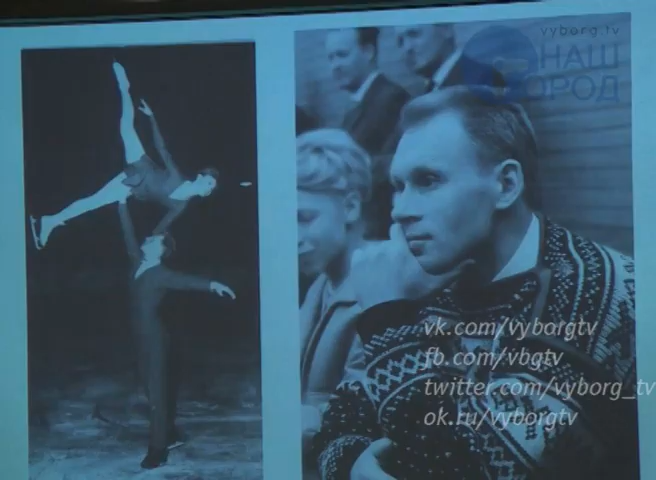 vyborg.tv
НАШ
ГОРОД
vk.com/vyborgtv
fb.com/vbgtv
twitter.com/vyborg_tv
ok.ru/vyborgtv